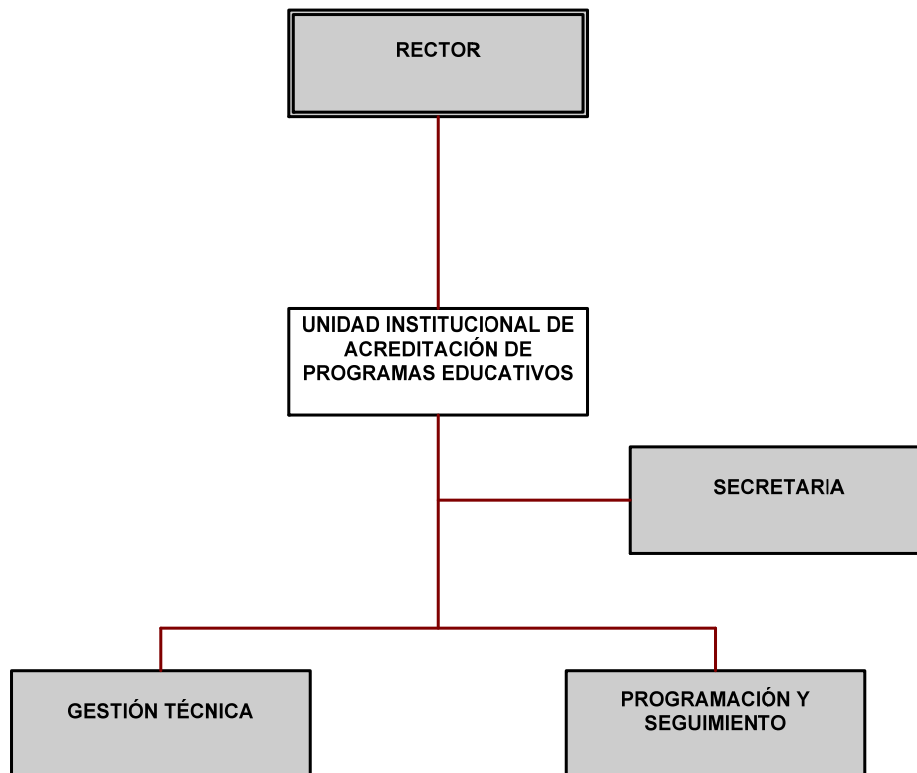 RECTOR
UNIDAD INSTITUCIONAL DE
ACREDITACIÓN DE
PROGRAMAS EDUCATIVOS
SECRETARIA
GESTIÓN TÉCNICA
PROGRAMACIÓN Y
SEGUIMIENTO